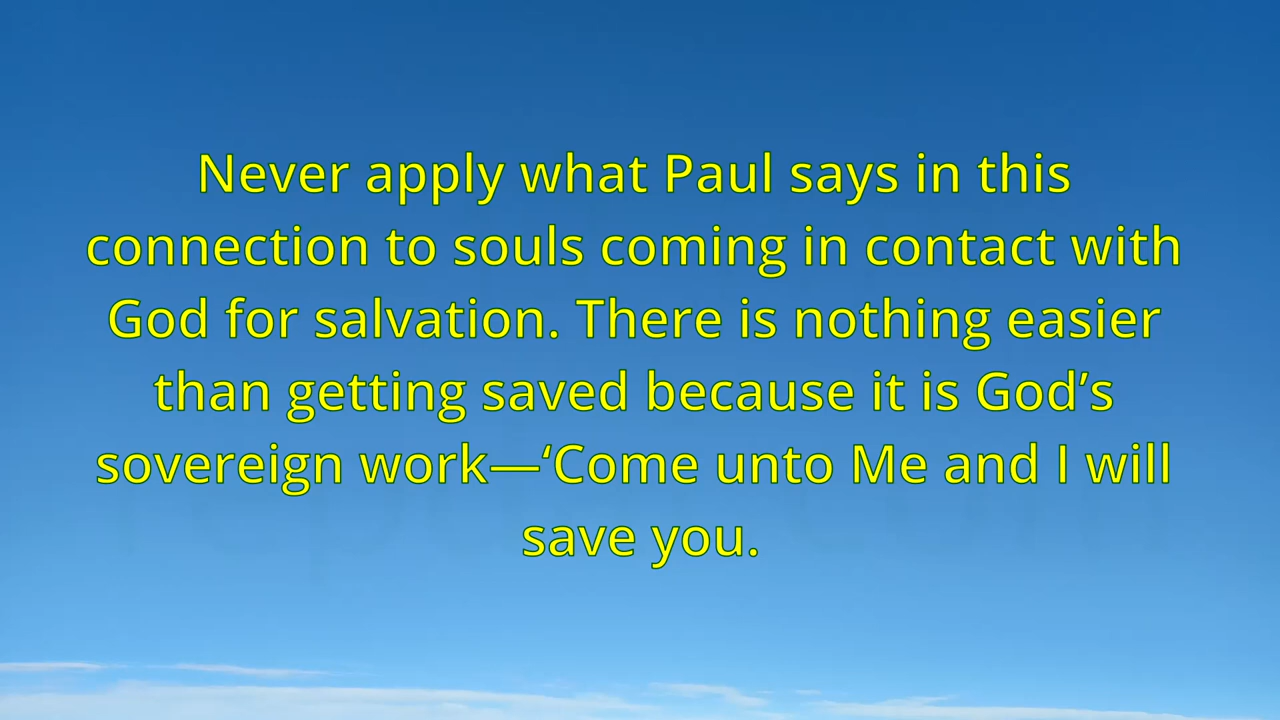 Never apply what Paul says in this
connection to souls coming in contact with
God for salvation. There is nothing easier
than getting saved because it is God’s
sovereign work—‘Come unto Me and I will
save you.